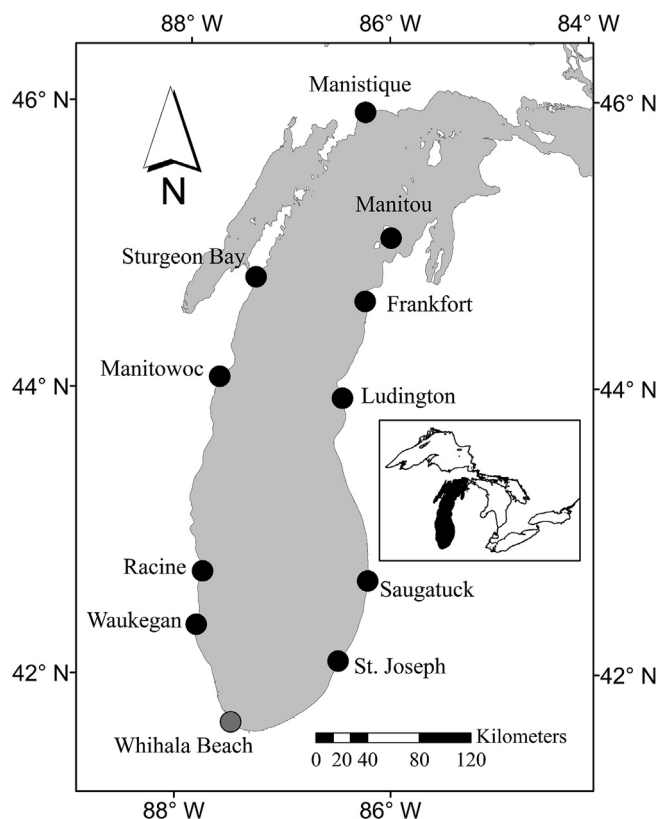 88° W
86° W
84° W
46° N
46° N
Manistique
N
Manitou
Sturgeon Bay
Frankfort
Manitowoc
44° N
44° N
Ludington
Racine
Saugatuck
Waukegan
St. Joseph
42° N
42° N
Whihala Beach
Kilometers
0 20 40 80 120
88° W
86° W